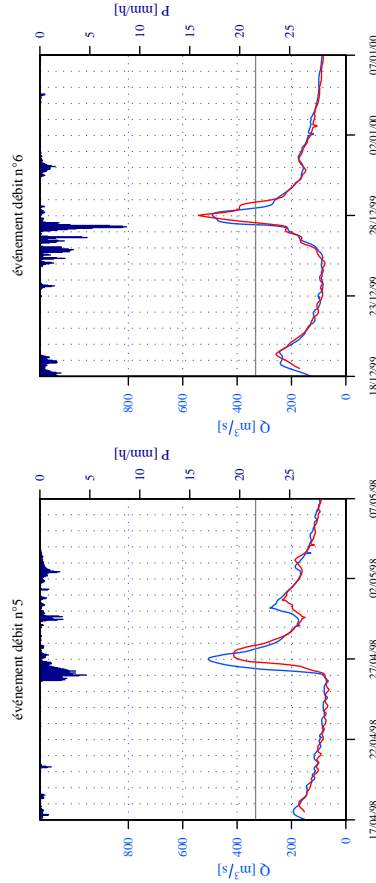 événement débit n°6
P [mm/h]
0 5 10 15 20 25
800 600 400 200 0
Q [m³/s]
18/12/99 23/12/99 28/12/99 02/01/00 07/01/00
événement débit n°5
P [mm/h]
0 5 10 15 20 25
800 600 400 200 0
Q [m³/s]
17/04/98 22/04/98 27/04/98 02/05/98 07/05/98